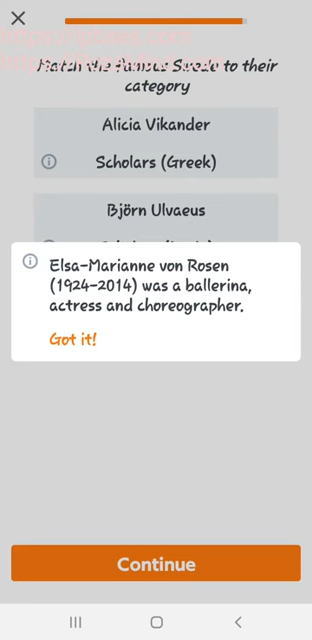 Match the Famous Swede to their
category
Alicia Vikander
Scholars (Greek)
Björn Ulvaeus
Elsa-Marianne von Rosen
(1924-2014) was a ballerina,
actress and choreographer.
Got it!
Continue